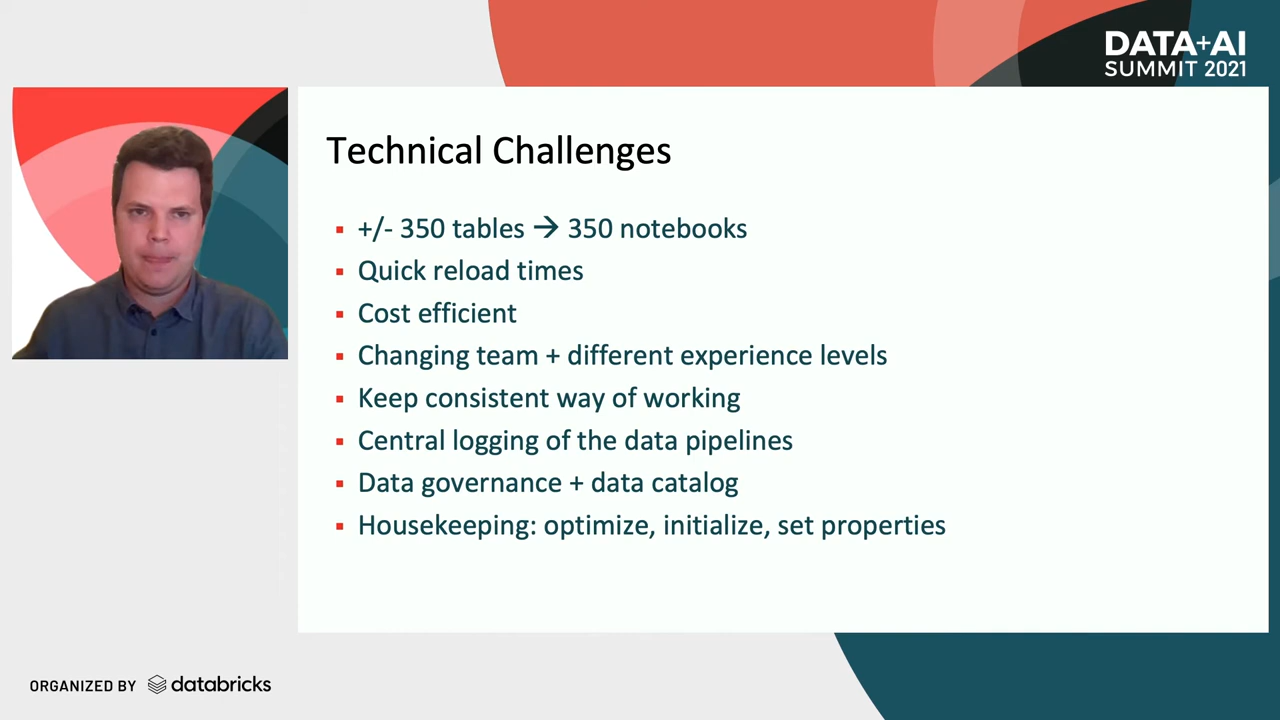 DATA+AI
SUMMIT 2021
Technical Challenges
▪ +/- 350 tables → 350 notebooks
▪ Quick reload times
▪ Cost efficient
▪ Changing team + different experience levels
▪ Keep consistent way of working
▪ Central logging of the data pipelines
▪ Data governance + data catalog
▪ Housekeeping: optimize, initialize, set properties
ORGANIZED BY databricks